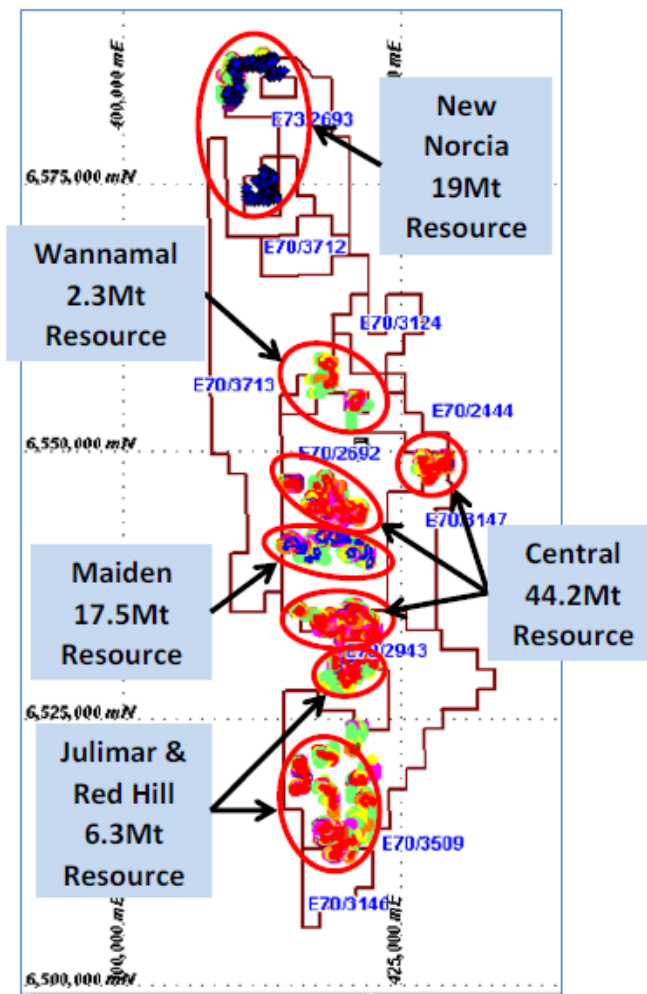 400,000 mE
E73/2693
New
Norcia
19Mt
Resource
6,575,000 mN
E70/3712
Wannamal
2.3Mt
Resource
E70/3124
E70/3713
E70/2444
6,550,000 mN
E70/2692
E70/3147
Maiden
17.5Mt
Resource
Central
44.2Mt
Resource
E70/2943
6,525,000 mN
Julimar &
Red Hill
6.3Mt
Resource
E70/3509
E70/3146
400,000 mE
425,000 mE
6,500,000 mN